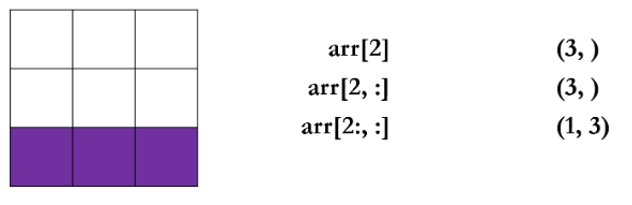 arr[2] (3, )
arr[2, :] (3, )
arr[2:, :] (1, 3)